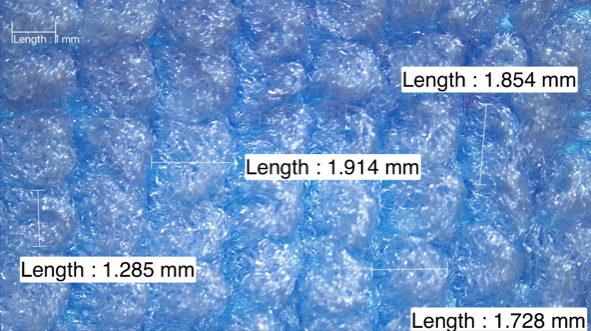 Length : 1 mm
Length : 1.854 mm
Length : 1.914 mm
Length : 1.285 mm
Length : 1.728 mm